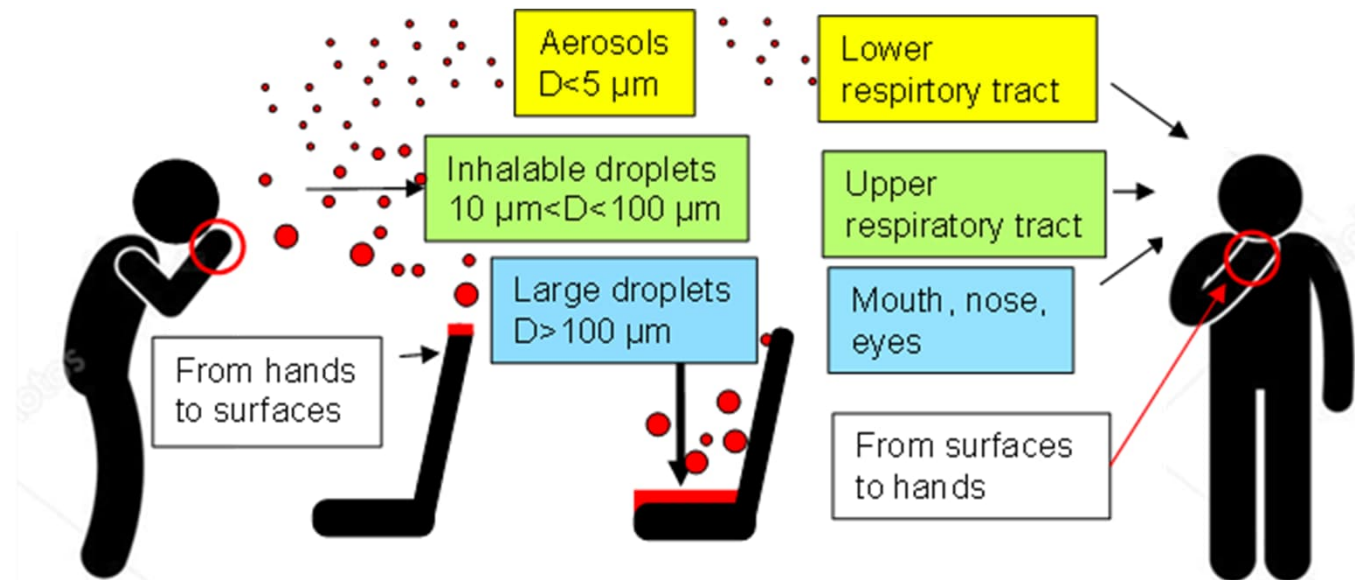 Aerosols
D<5 µm
Lower
respirtory tract
Inhalable droplets
10 µm<D<100 µm
Upper
respiratory tract
Large droplets
D>100 µm
Mouth, nose,
eyes
From hands
to surfaces
From surfaces
to hands